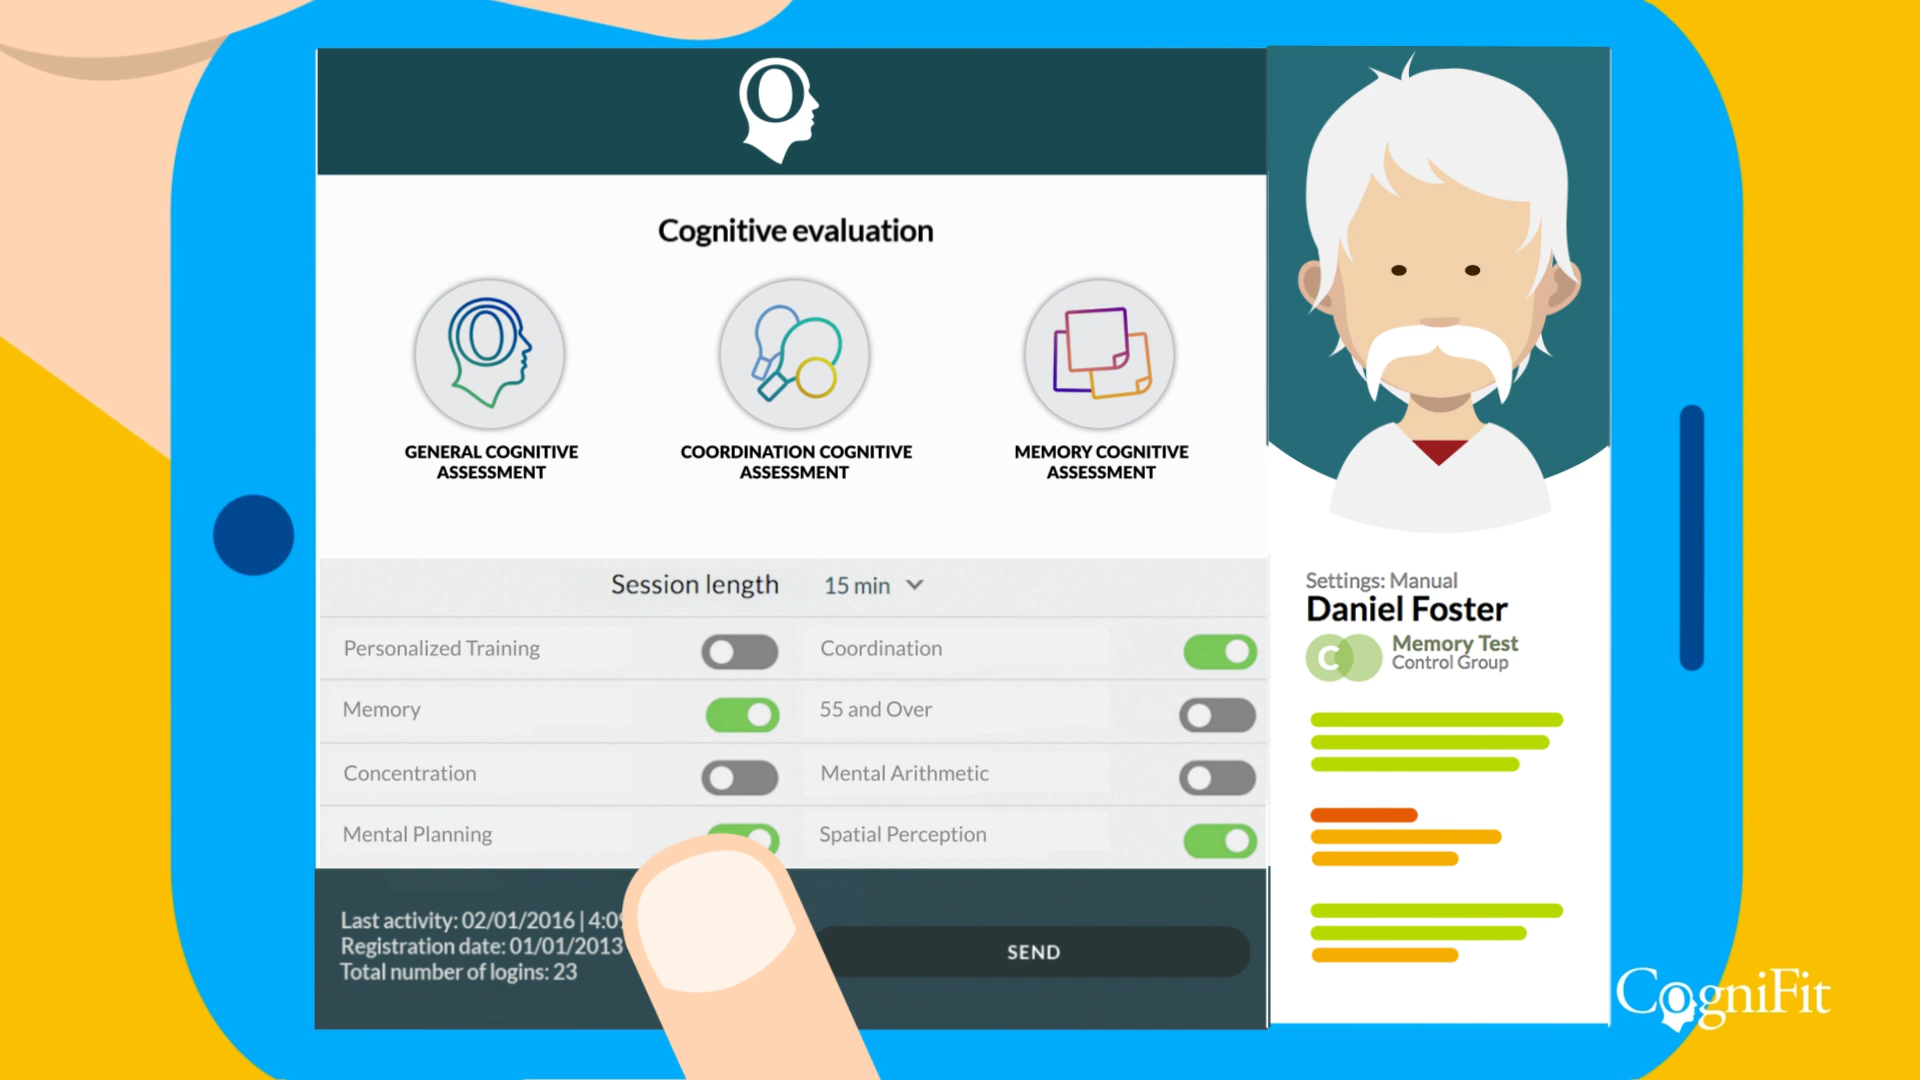 Cognitive evaluation
GENERAL COGNITIVE
ASSESSMENT
COORDINATION COGNITIVE
ASSESSMENT
MEMORY COGNITIVE
ASSESSMENT
Session length 15 min
Personalized Training
Coordination
Memory
55 and Over
Concentration
Mental Arithmetic
Mental Planning
Spatial Perception
Last activity: 02/01/2016 |
Registration date: 01/01/2013
Total number of logins: 23
SEND
Settings: Manual
Daniel Foster
C
Memory Test
Control Group
CogniFit